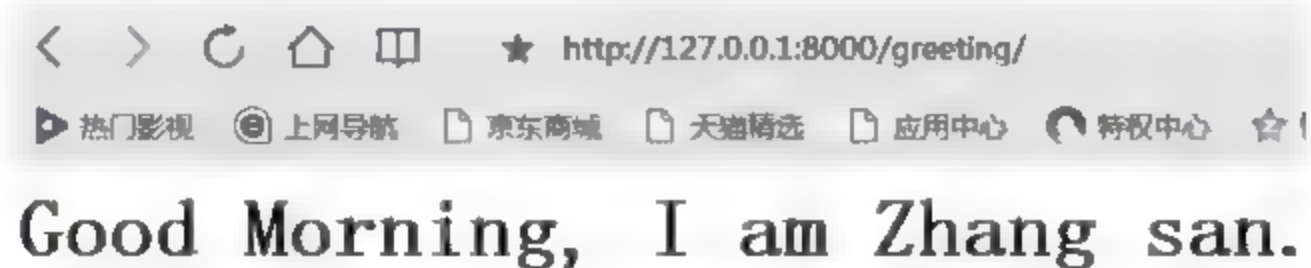 http://127.0.0.1:8000/greeting/
热门影视 上网导航 京东商城 天猫精选 应用中心 特权中心
Good Morning, I am Zhang san.